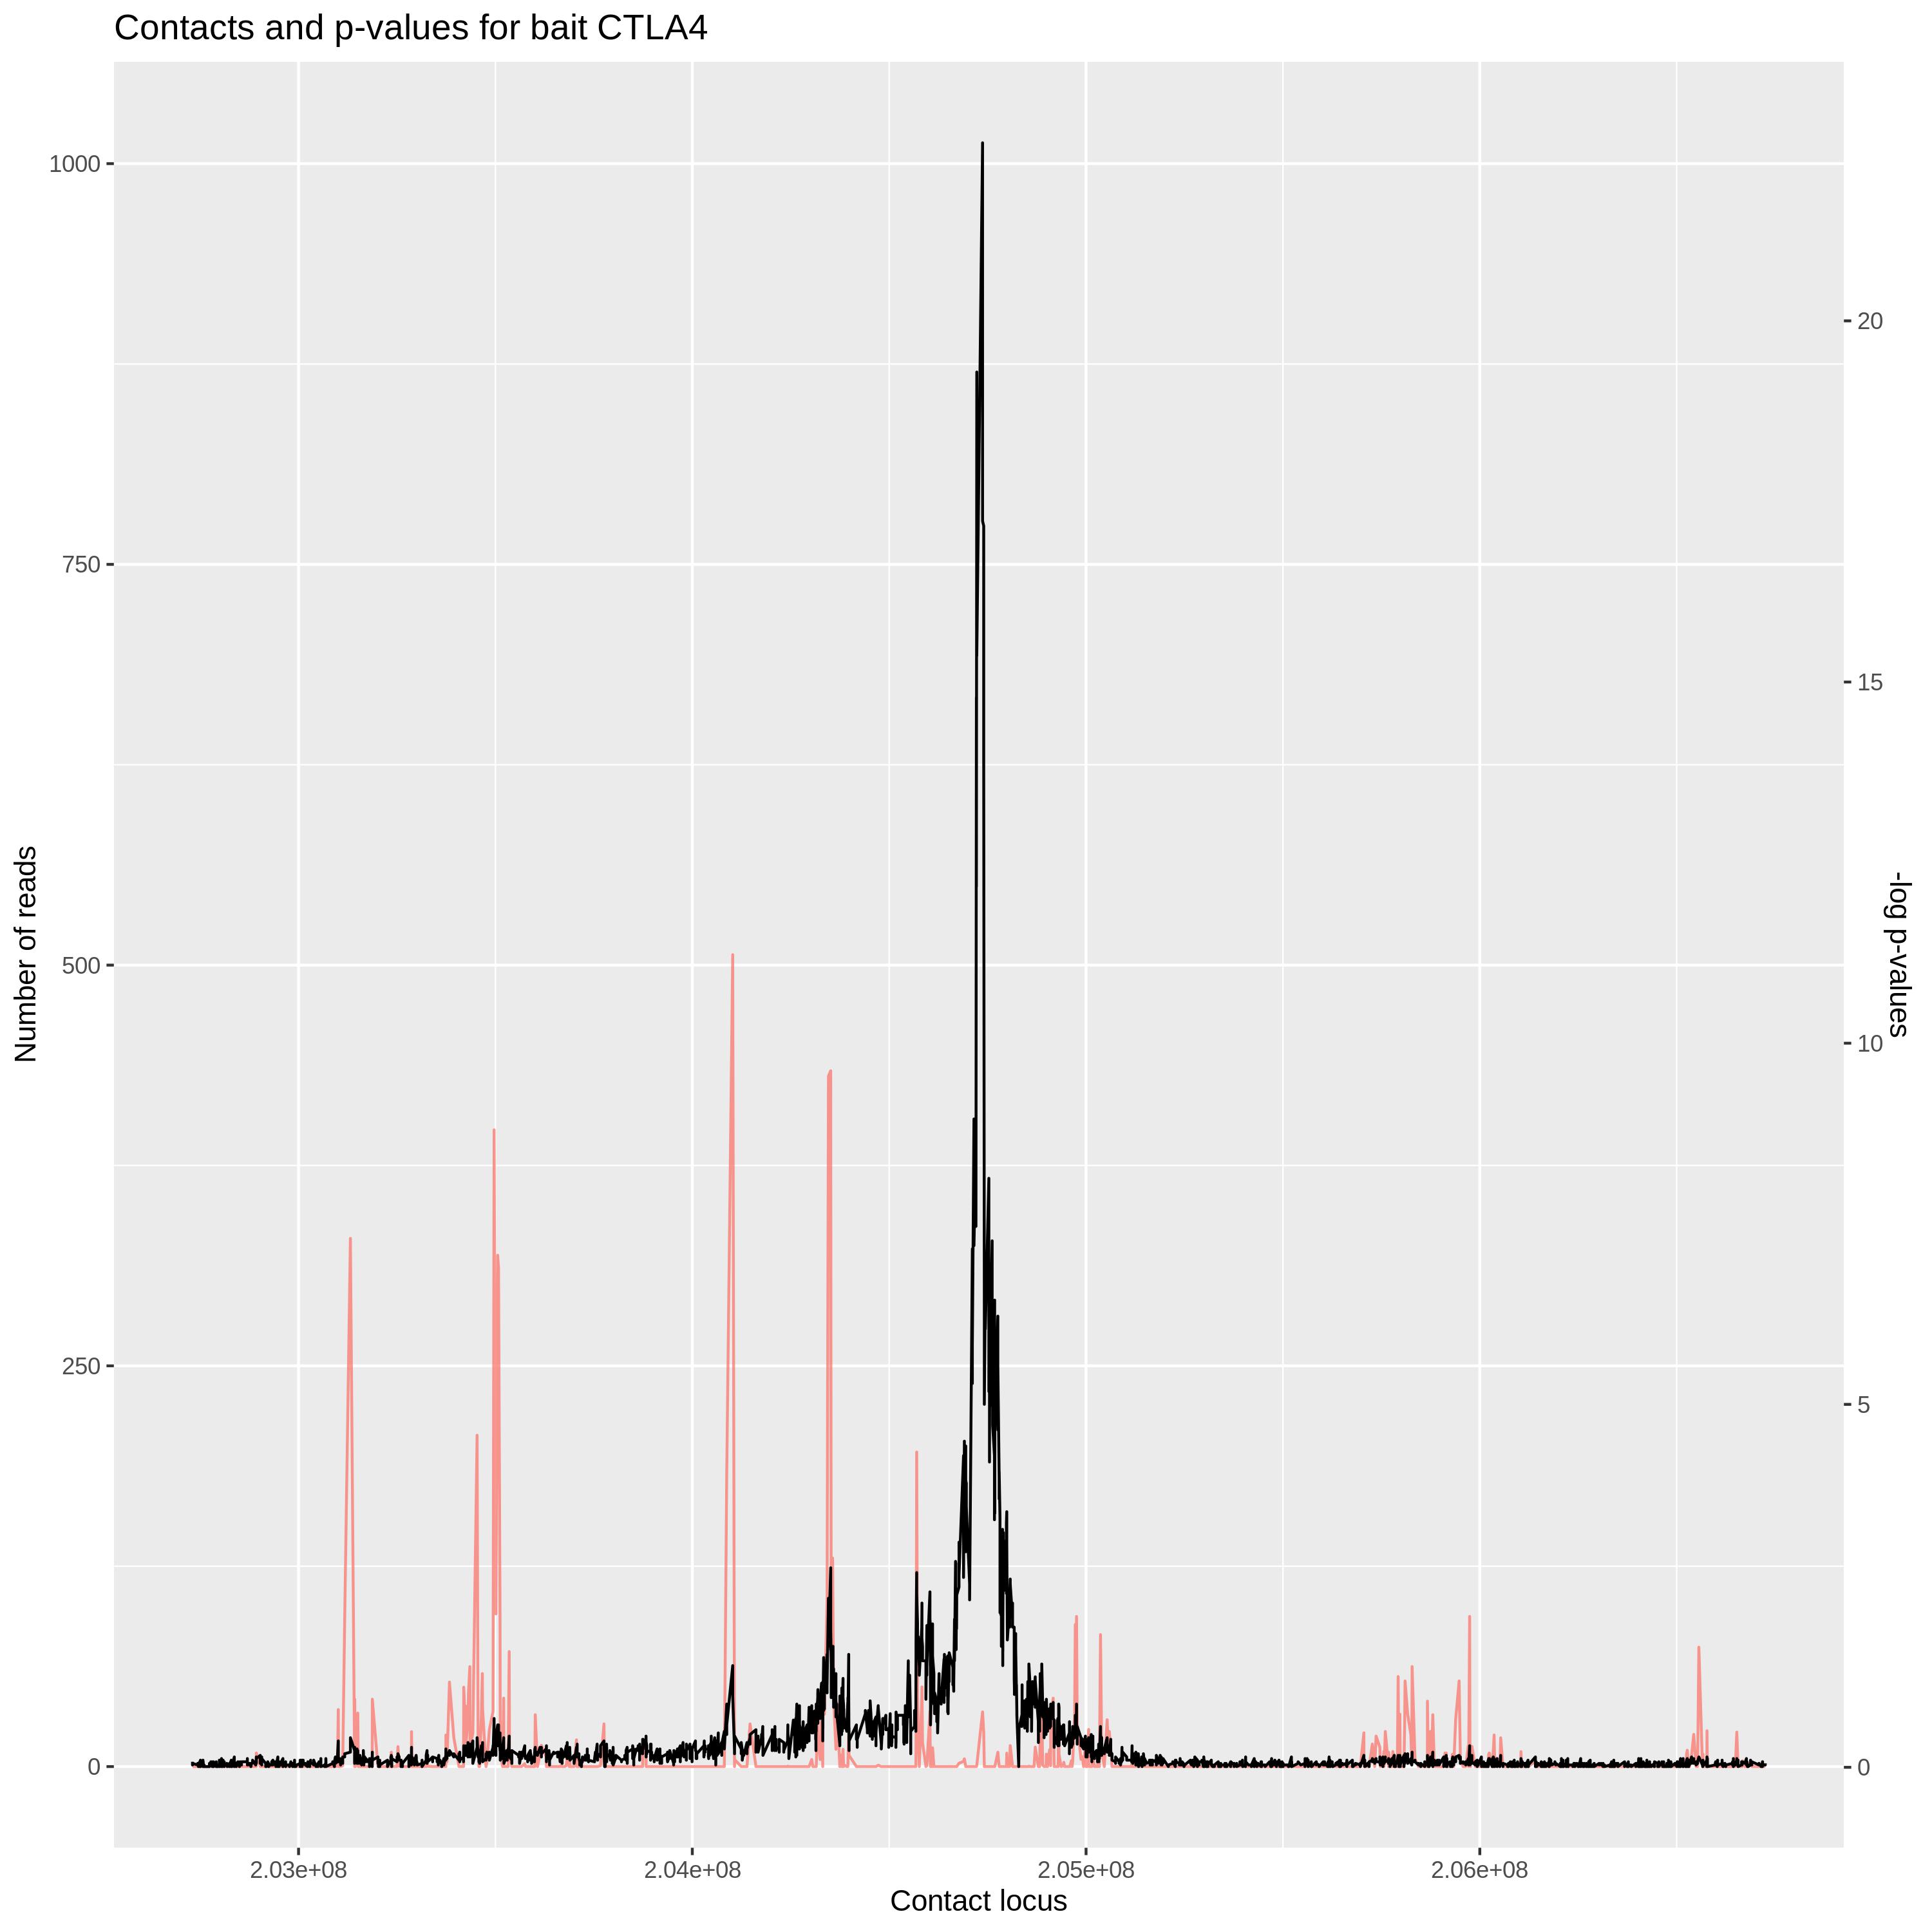 Contacts and p-values for bait CTLA4
1000
750
500
250
0
Number of reads
20
15
10
5
0
-log p-values
2.03e+08 2.04e+08 2.05e+08 2.06e+08
Contact locus